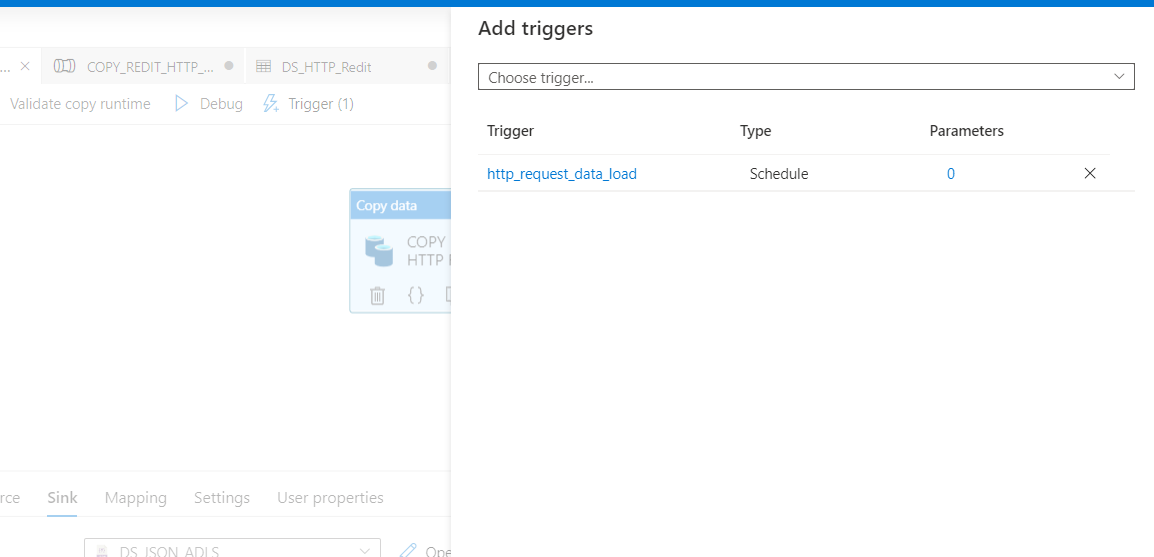 Add triggers
... COPY_REDIT_HTTP_... DS_HTTP_Redit
Choose trigger...
Validate copy runtime Debug Trigger (1)
Trigger Type Parameters
http_request_data_load Schedule 0
Copy data
COPY
HTTP
{}
rce Sink Mapping Settings User properties
DS_JSON_ADLS Ope